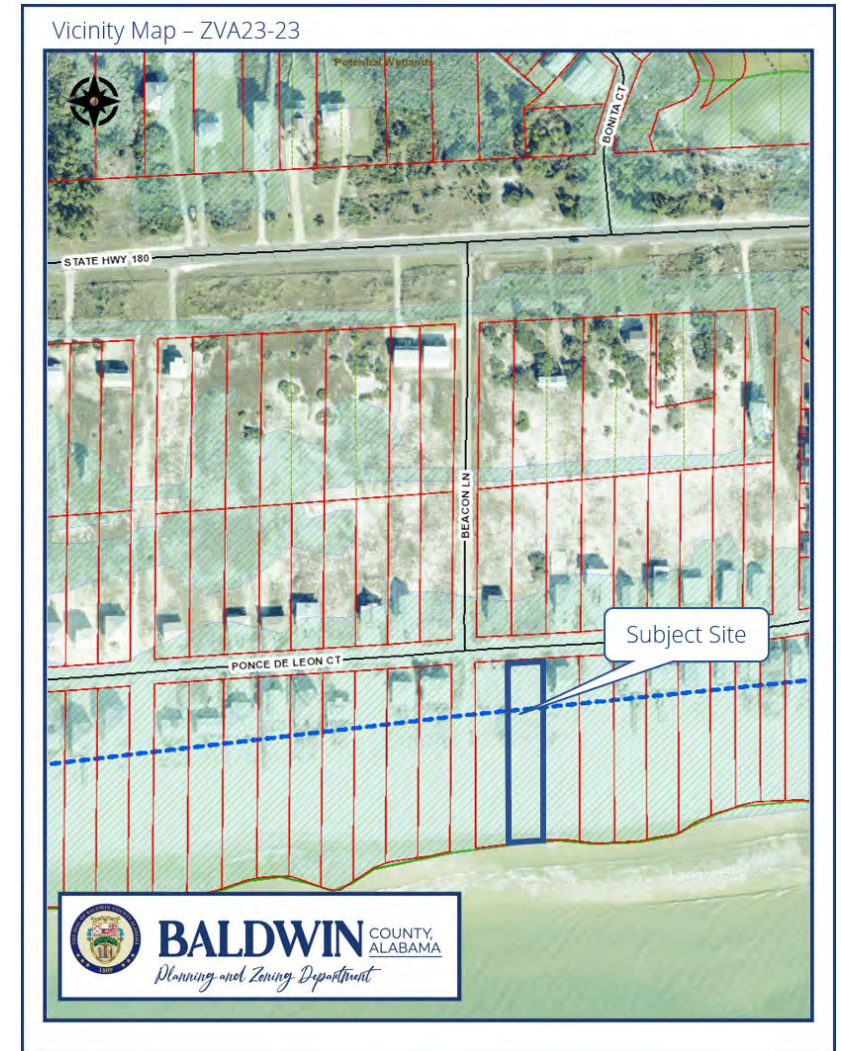 Vicinity Map – ZVA23-23
Potential Wetlands
BONITA CT
STATE HWY 180
BEACON LN
Subject Site
PONCE DE LEON CT
BALDWIN COUNTY, ALABAMA
Planning and Zoning Department
1809